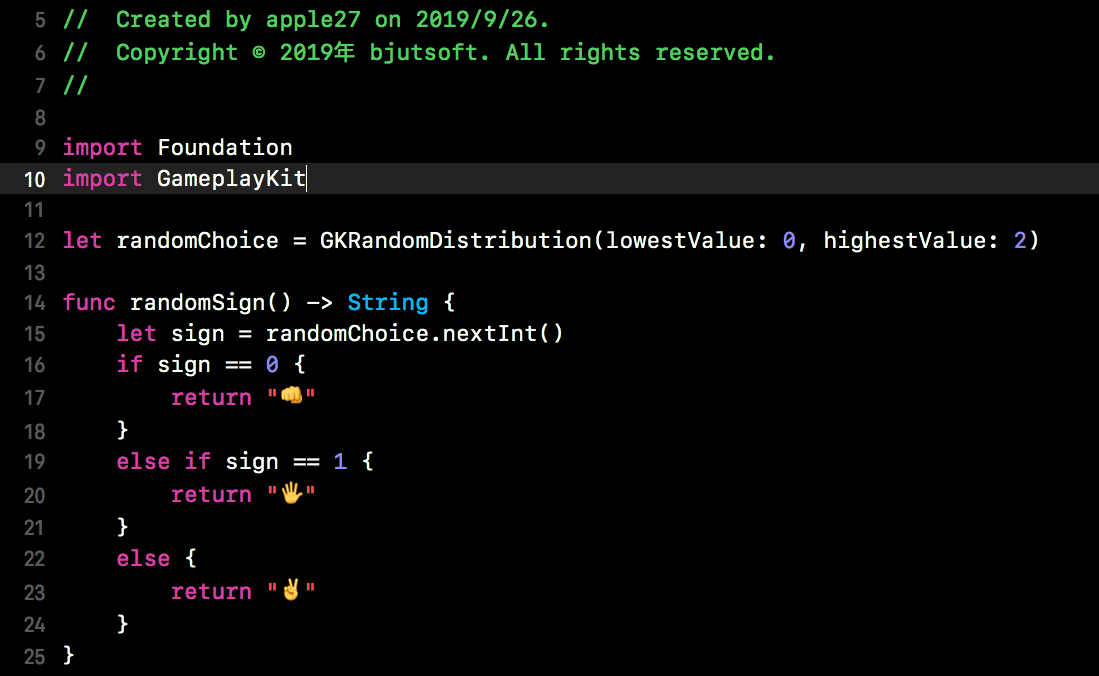 5 //  Created by apple27 on 2019/9/26.
6 //  Copyright © 2019年 bjutsoft. All rights reserved.
7 //
8
9 import Foundation
10 import GameplayKit
11
12 let randomChoice = GKRandomDistribution(lowestValue: 0, highestValue: 2)
13
14 func randomSign() -> String {
15     let sign = randomChoice.nextInt()
16     if sign == 0 {
17         return "👊"
18     }
19     else if sign == 1 {
20         return "🖐"
21     }
22     else {
23         return "✌️"
24     }
25 }